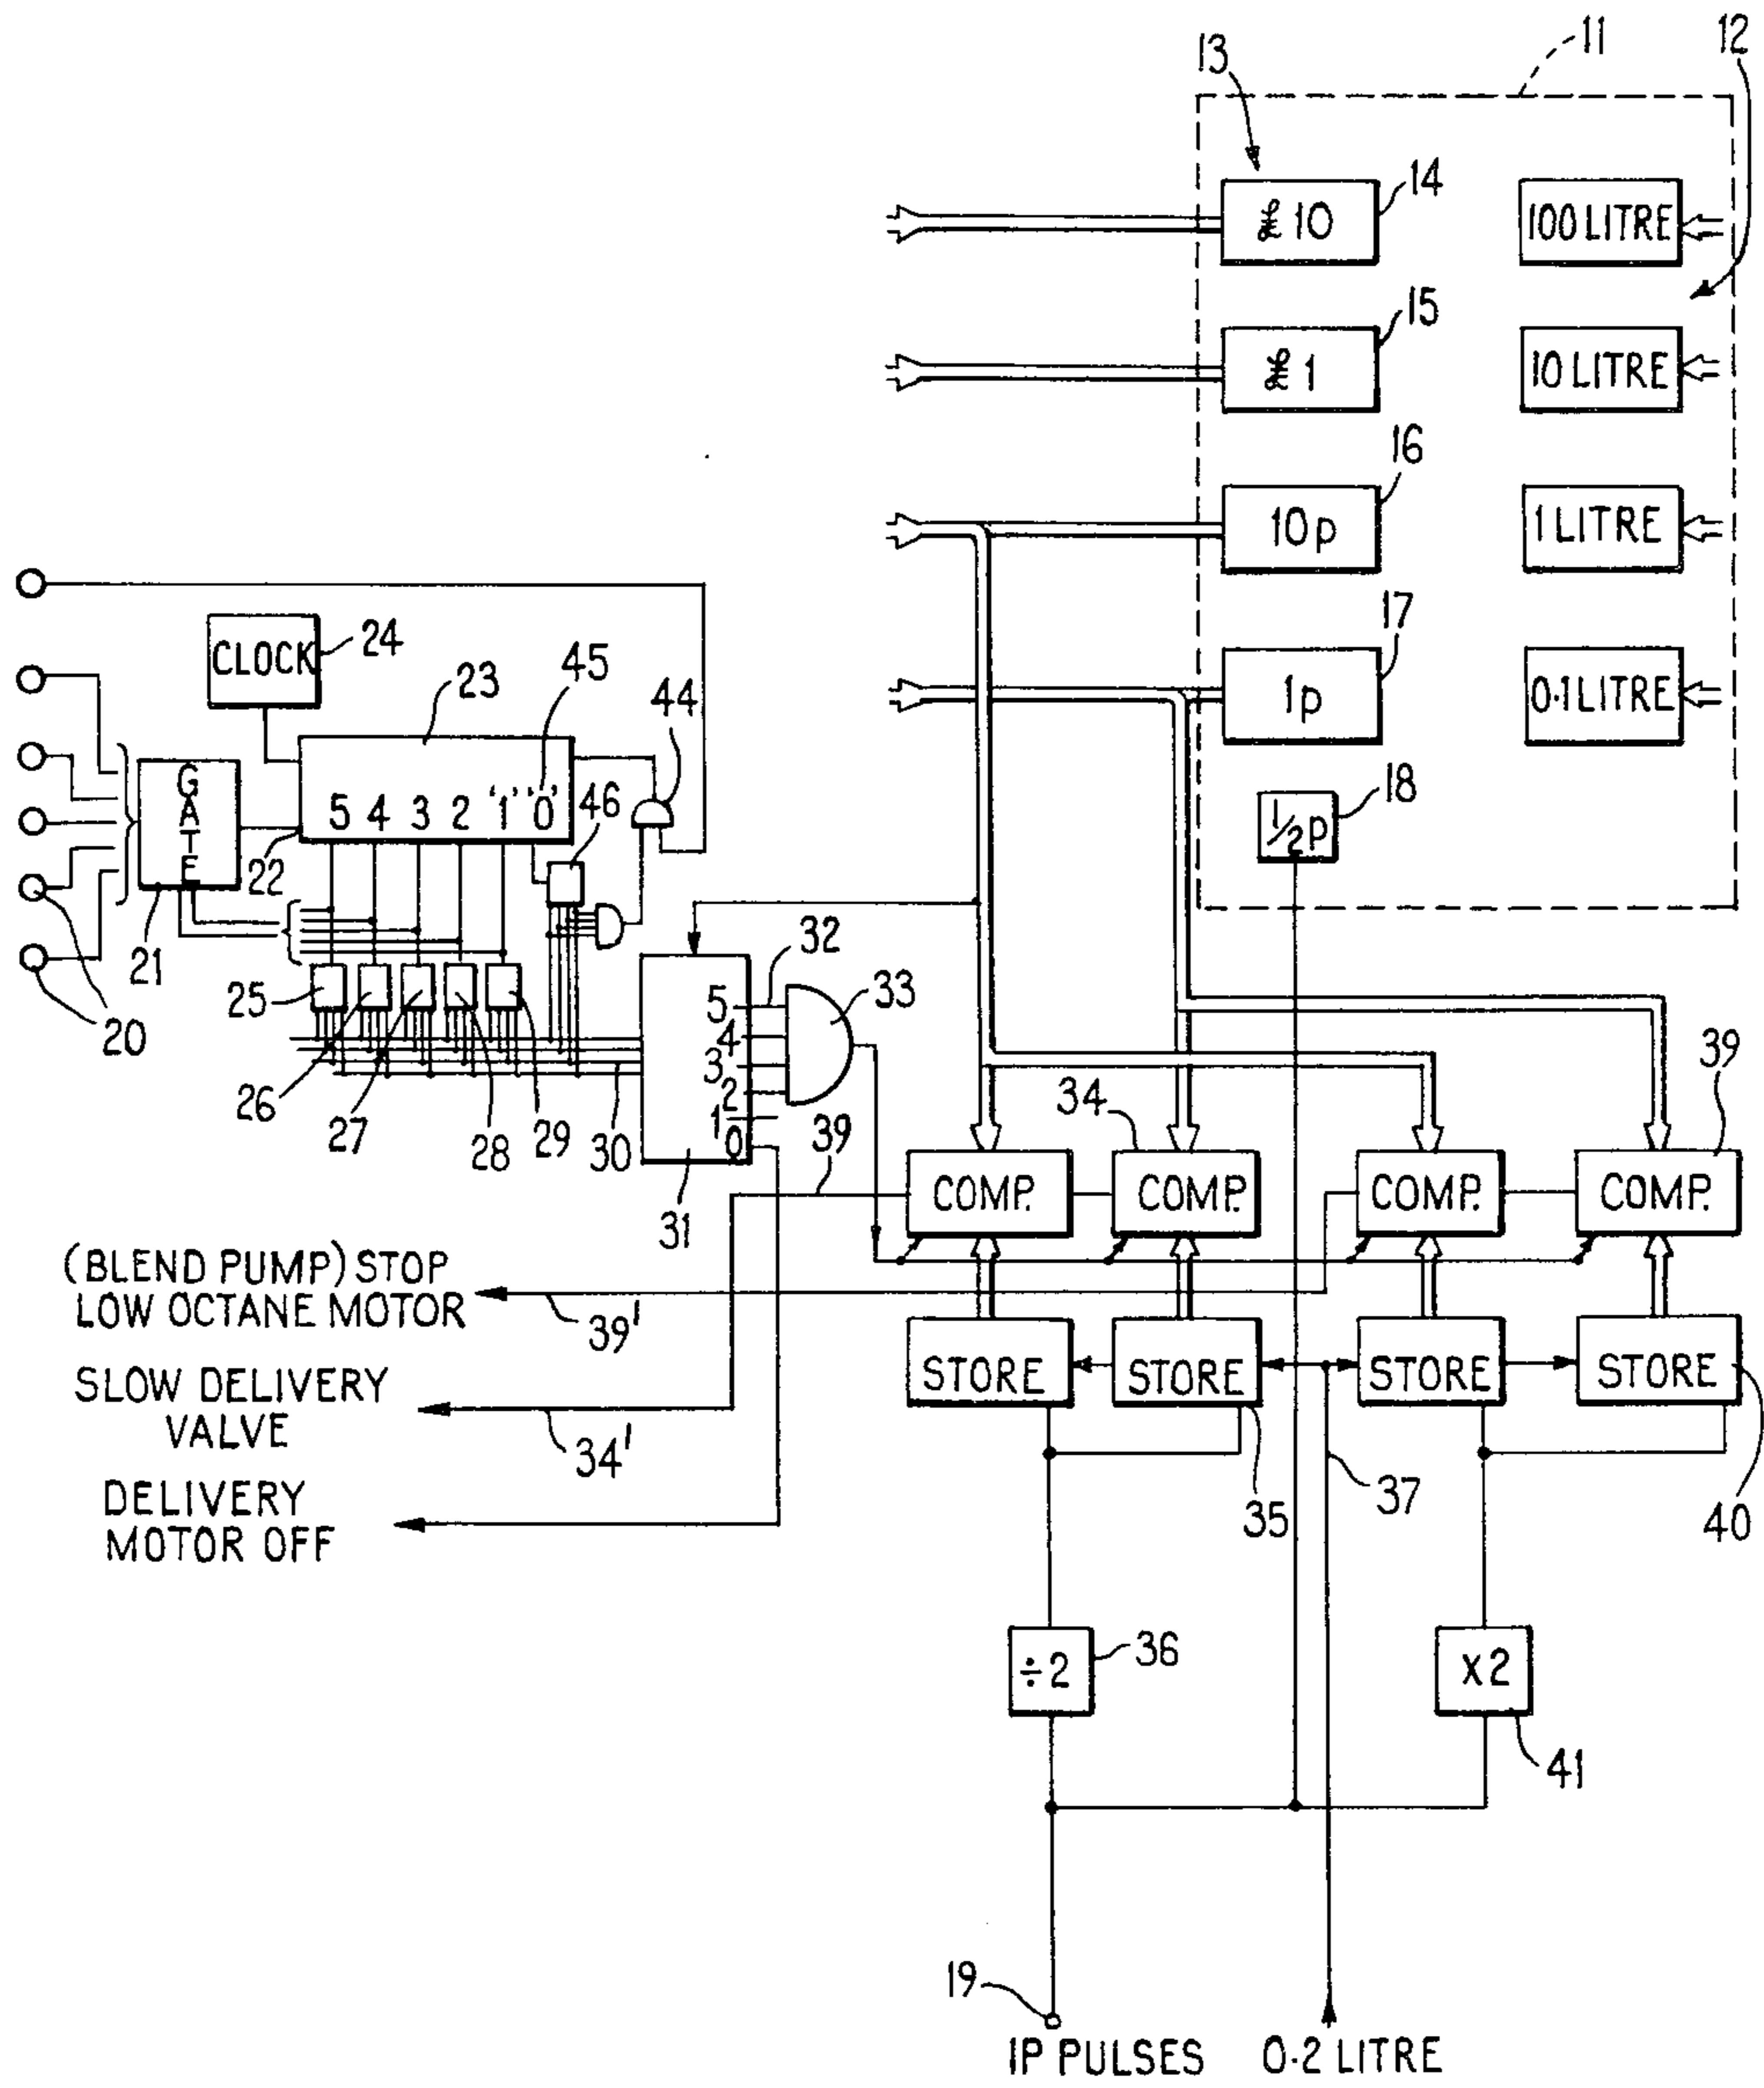 11
12
13
£10
14
100 LITRE
£1
15
10 LITRE
10p
16
1 LITRE
1p
17
0·1 LITRE
1/2p
18
CLOCK
24
23
45
44
5 4 3 2 '1' '0'
46
GATE
22
21
20
25
26
27
28
29
30
5
4
3
2
1
0
32
33
31
39
34
39
COMP.
COMP.
COMP.
COMP.
(BLEND PUMP) STOP
LOW OCTANE MOTOR
39'
STORE
STORE
STORE
STORE
SLOW DELIVERY
VALVE
34'
35
37
40
DELIVERY
MOTOR OFF
÷2
36
X2
41
19
1P PULSES
0·2 LITRE